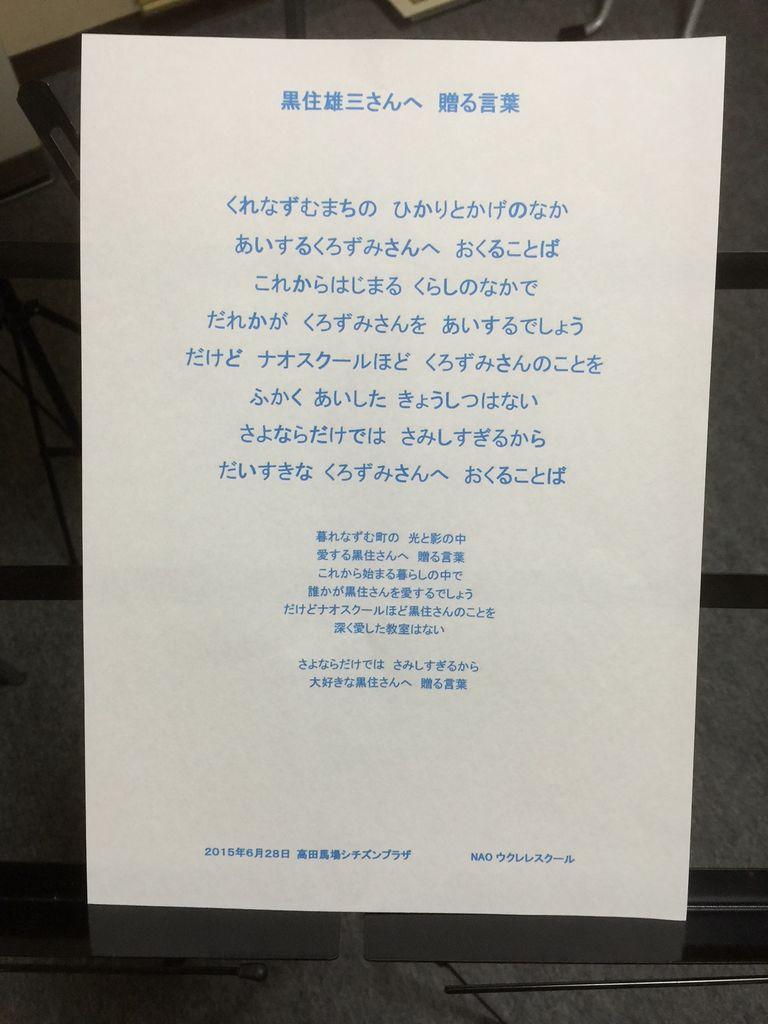 黒住雄三さんへ　贈る言葉
くれなずむまちの　ひかりとかげのなか
あいするくろずみさんへ　おくることば
これからはじまる くらしのなかで
だれかが　くろずみさんを　あいするでしょう
だけど　ナオスクールほど　くろずみさんのことを
ふかく あいした きょうしつはない
さよならだけでは　さみしすぎるから
だいすきな くろずみさんへ　おくることば
暮れなずむ町の　光と影の中
愛する黒住さんへ　贈る言葉
これから始まる暮らしの中で
誰かが黒住さんを愛するでしょう
だけどナオスクールほど黒住さんのことを
深く愛した教室はない
さよならだけでは　さみしすぎるから
大好きな黒住さんへ　贈る言葉
2015年6月28日 高田馬場シチズンプラザ　　NAO ウクレレスクール